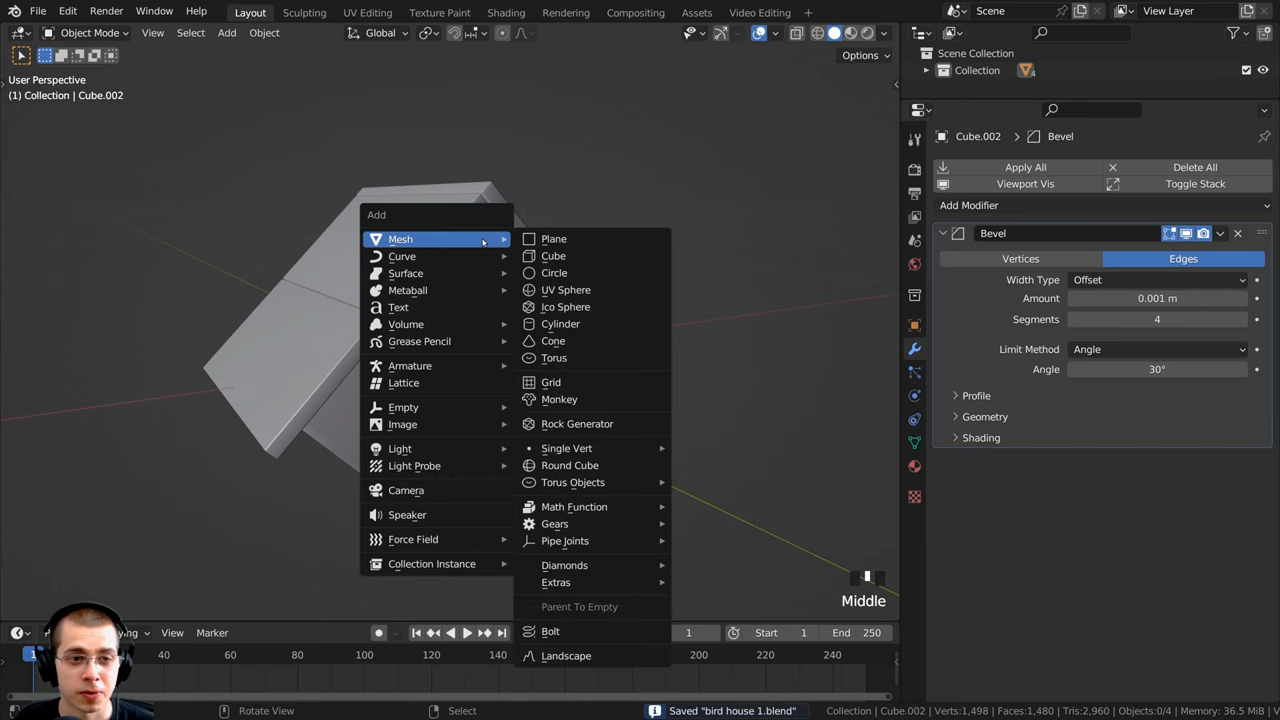 File Edit Render Window Help Layout Sculpting UV Editing Texture Paint Shading Rendering Compositing Assets Video Editing + Scene View Layer
Object Mode View Select Add Object Global
Options
User Perspective
(1) Collection | Cube.002
Scene Collection
Collection 4
Cube.002 > Bevel
Apply All Delete All
Viewport Vis Toggle Stack
Add Modifier
Bevel
Vertices Edges
Width Type Offset
Amount 0.001 m
Segments 4
Limit Method Angle
Angle 30°
Profile
Geometry
Shading
Add
Mesh
Curve
Surface
Metaball
Text
Volume
Grease Pencil
Armature
Lattice
Empty
Image
Light
Light Probe
Camera
Speaker
Force Field
Collection Instance
Plane
Cube
Circle
UV Sphere
Ico Sphere
Cylinder
Cone
Torus
Grid
Monkey
Rock Generator
Single Vert
Round Cube
Torus Objects
Math Function
Gears
Pipe Joints
Diamonds
Extras
Parent To Empty
Bolt
Landscape
Middle
View Marker 1 Start 1 End 250
1 40 60 80 100 120 140 160 180 200 220 240
Rotate View Select Saved "bird house 1.blend" Collection | Cube.002 | Verts:1,498 | Faces:1,480 | Tris:2,960 | Objects:0/4 | Memory: 36.5 MiB